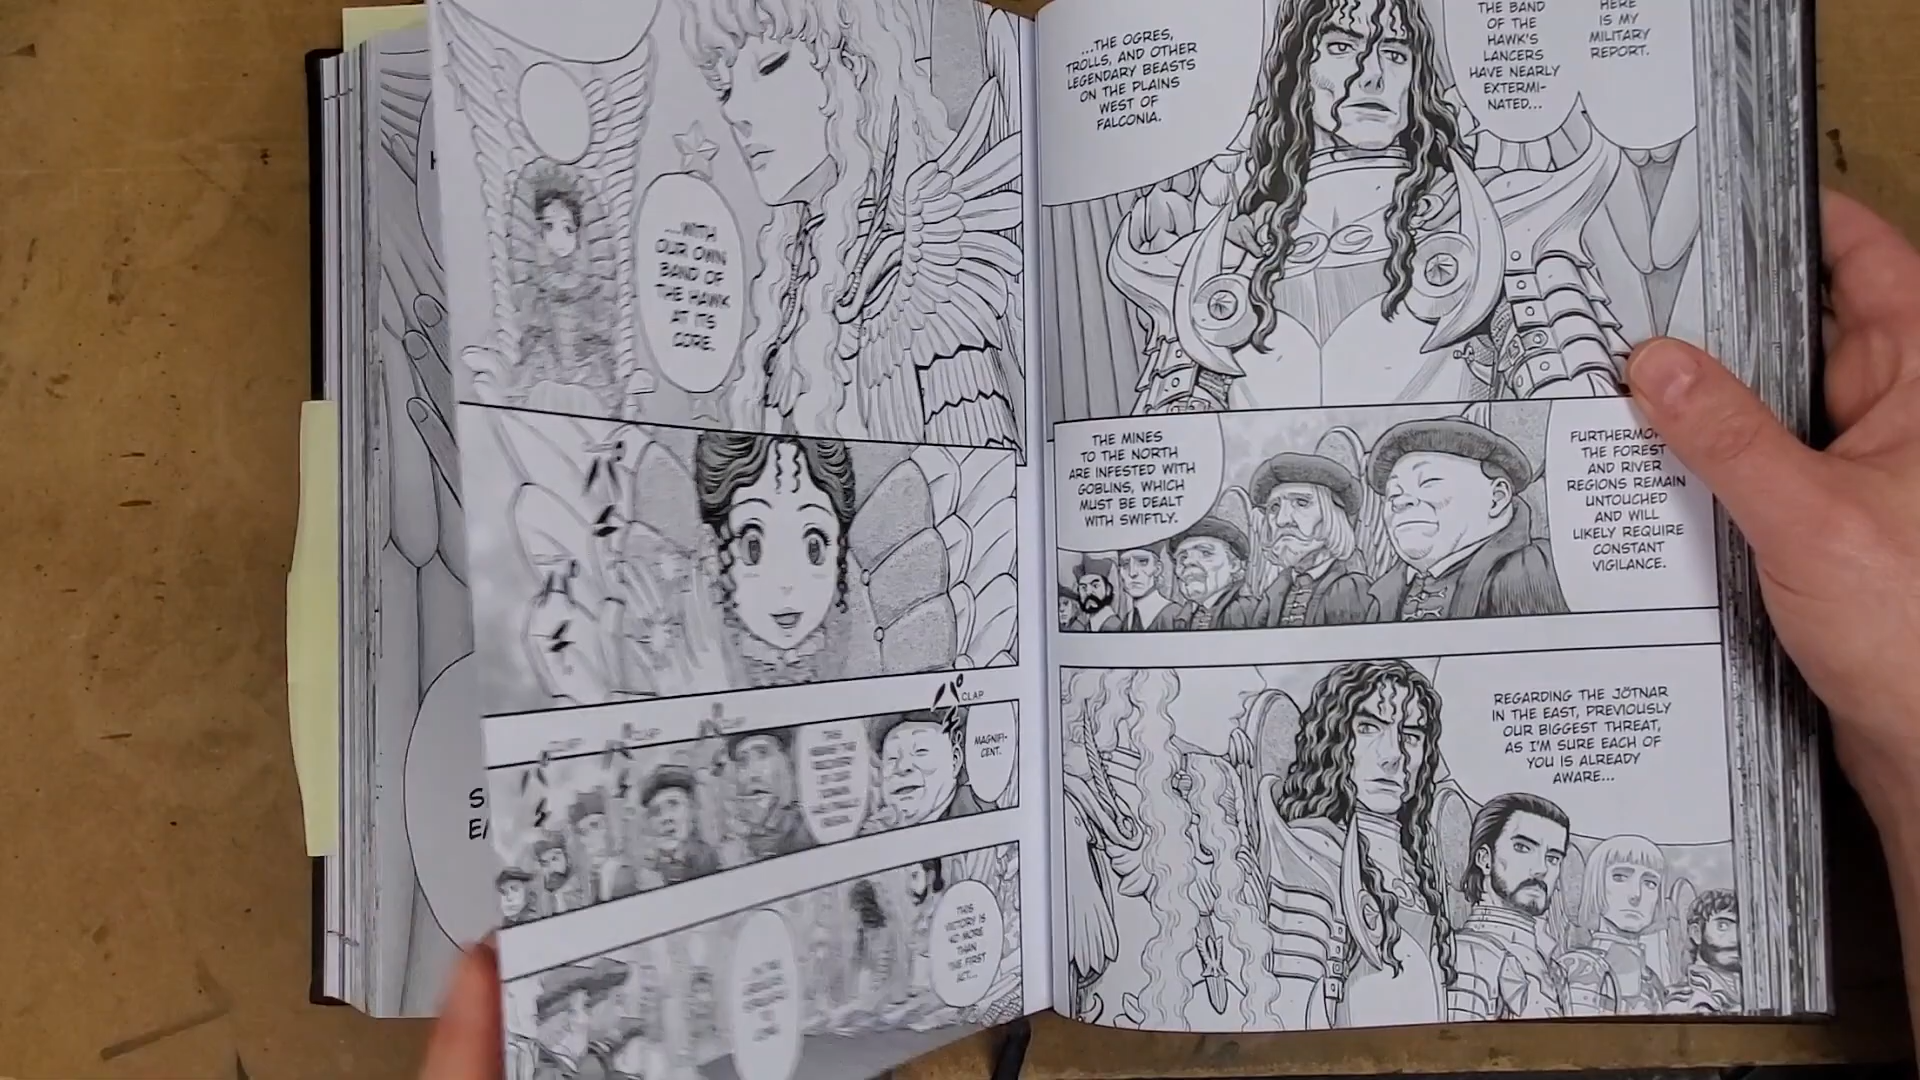 HERE
IS MY
MILITARY
REPORT.
THE BAND
OF THE
HAWK'S
LANCERS
HAVE NEARLY
EXTERMI-
NATED...
...THE OGRES,
TROLLS, AND OTHER
LEGENDARY BEASTS
ON THE PLAINS
WEST OF
FALCONIA.
FURTHERMOR
THE FOREST
AND RIVER
REGIONS REMAIN
UNTOUCHED
AND WILL
LIKELY REQUIRE
CONSTANT
VIGILANCE.
THE MINES
TO THE NORTH
ARE INFESTED WITH
GOBLINS, WHICH
MUST BE DEALT
WITH SWIFTLY.
REGARDING THE JÖTNAR
IN THE EAST, PREVIOUSLY
OUR BIGGEST THREAT,
AS I'M SURE EACH OF
YOU IS ALREADY
AWARE...
...WITH
OUR OWN
BAND OF
THE HAWK
AT ITS
CORE.
CLAP
CLAP
CLAP
CLAP
MAGNIFI-
CENT.
THIS
VICTORY IS
NO MORE
THAN
THE FIRST
ACT...